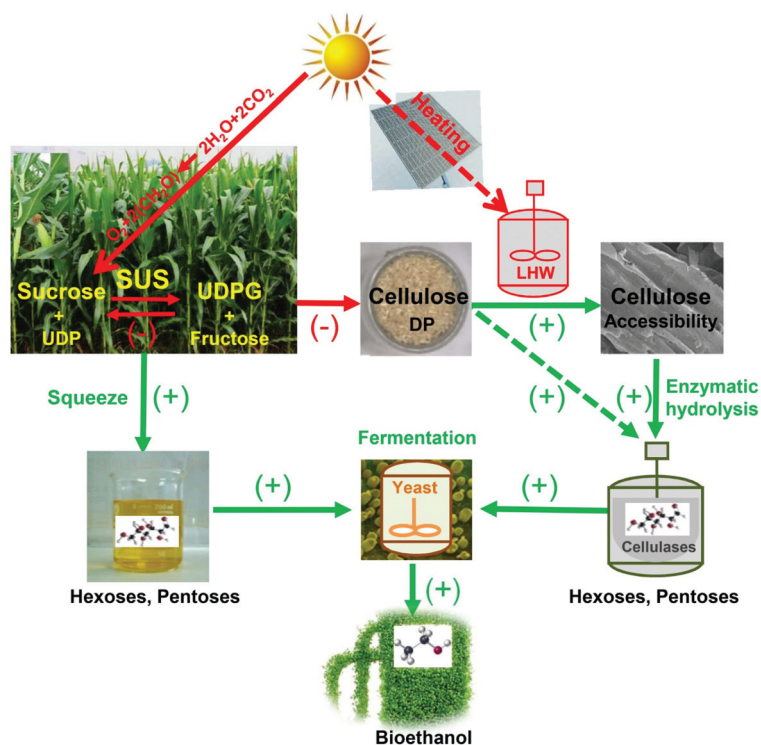 Heating
2H₂O+2CO₂
O₂+2(CH₂O)
LHW
SUS
Sucrose
+
UDP
(-)
UDPG
+
Fructose
(-)
Cellulose
DP
(+)
Cellulose
Accessibility
Squeeze
(+)
(+)
(+)
Enzymatic
hydrolysis
Fermentation
(+)
Yeast
(+)
Cellulases
Hexoses, Pentoses
Hexoses, Pentoses
(+)
Bioethanol